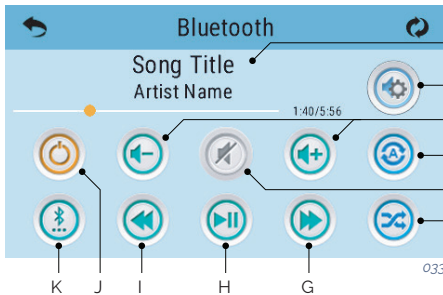 Bluetooth
Song Title
Artist Name
1:40/5:56
A
033
K J I H G